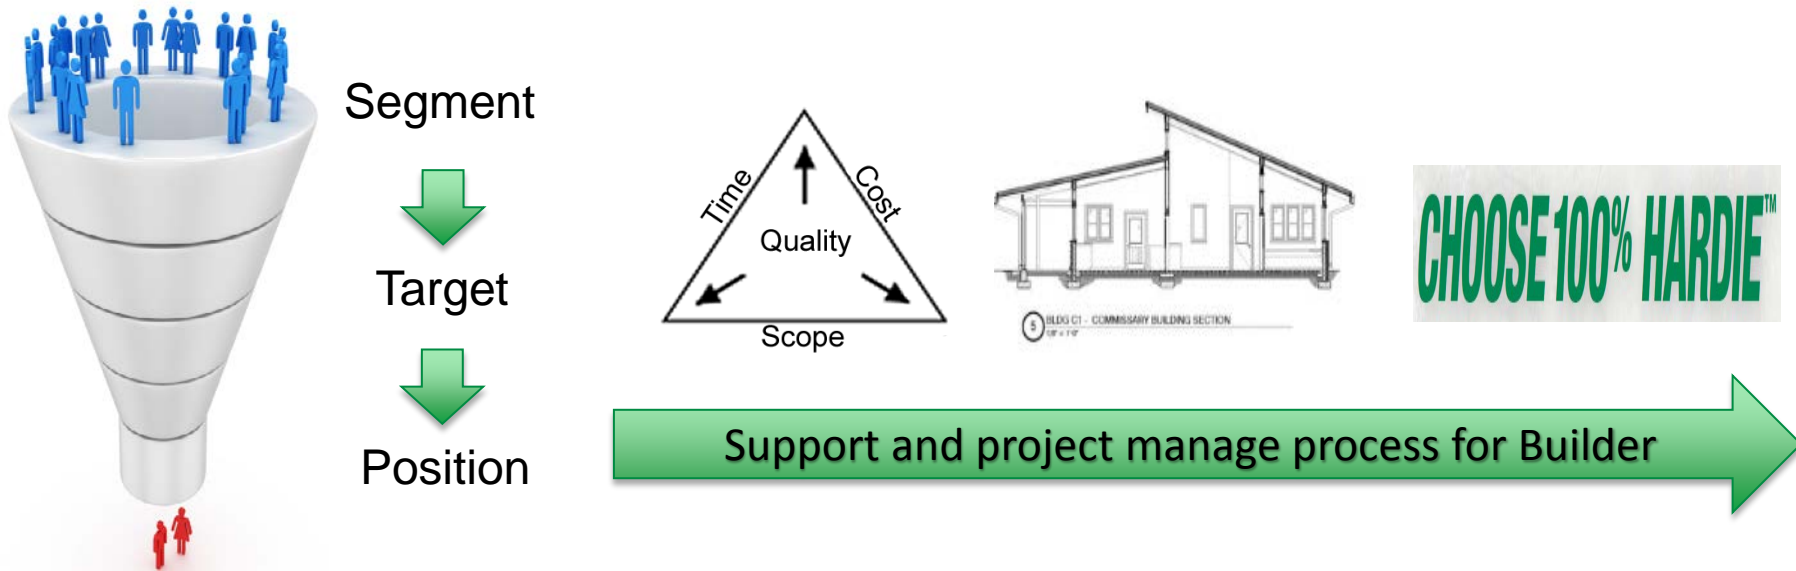 Segment
Target
Position
Time
Cost
Quality
Scope
5
BLDG C1 - COMMISSARY BUILDING SECTION
CHOOSE 100% HARDIE™
Support and project manage process for Builder